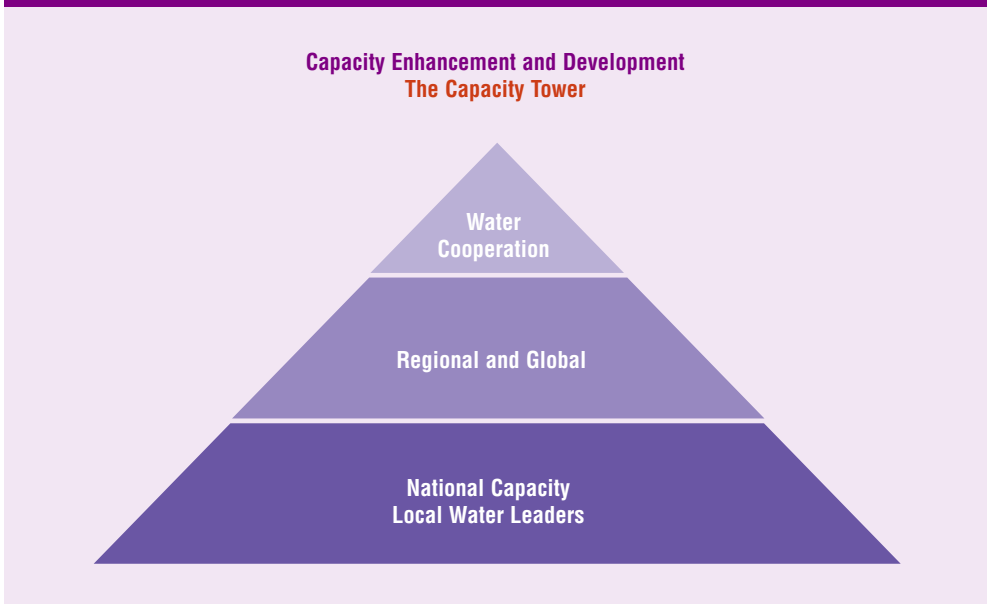 Capacity Enhancement and Development
The Capacity Tower
Water
Cooperation
Regional and Global
National Capacity
Local Water Leaders